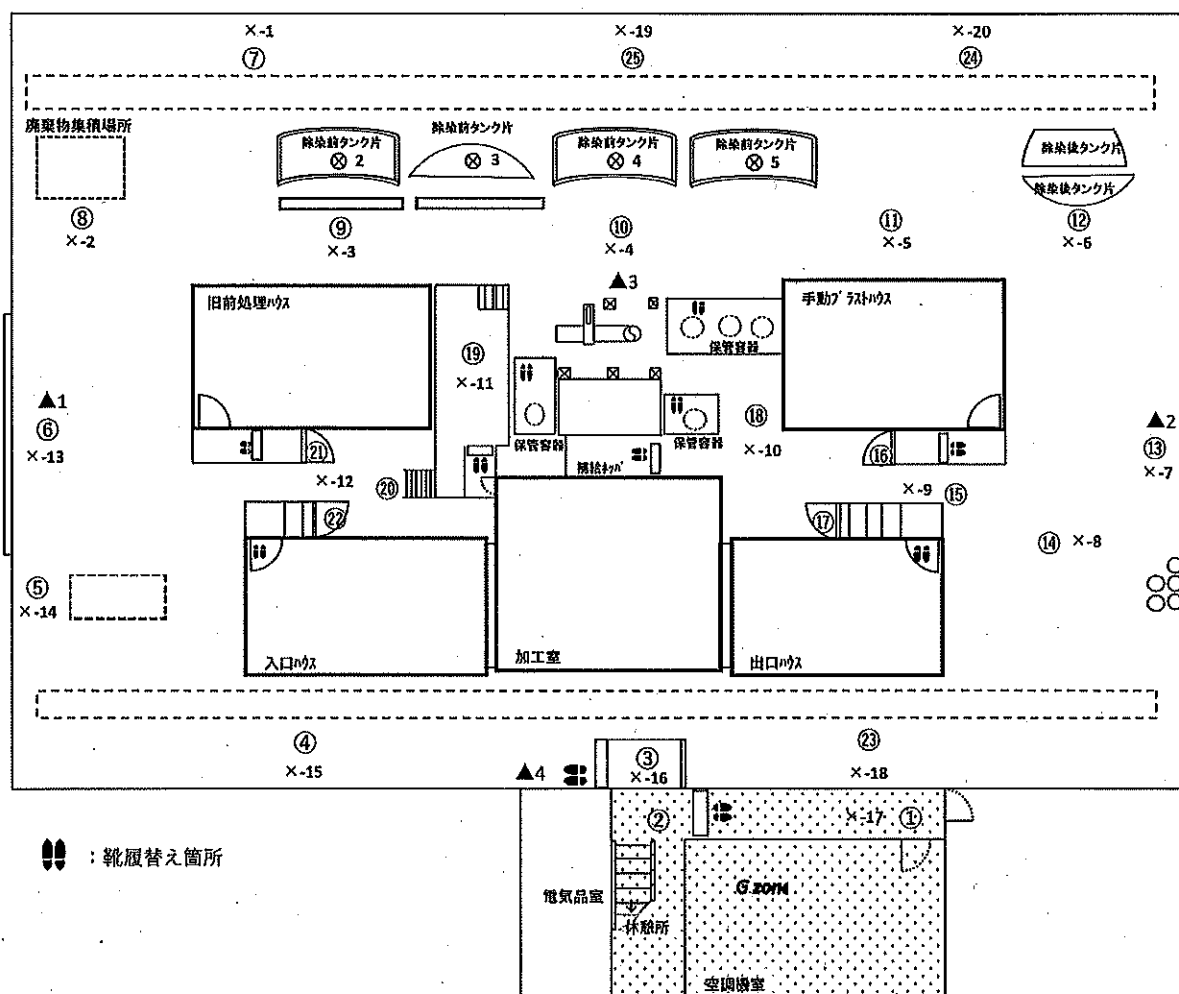 ×-1
×-19
×-20
⑦
㉕
㉔
廃棄物集積場所
除染前タンク片
⊗ 2
除染前タンク片
⊗ 3
除染前タンク片
⊗ 4
除染前タンク片
⊗ 5
除染後タンク片
除染後タンク片
⑧
×-2
⑨
×-3
⑩
×-4
⑪
×-5
⑫
×-6
▲3
旧前処理ハウス
手動ブラストハウス
保管容器
⑲
×-11
保管容器
保管容器
⑱
×-10
補給ホッパ
▲1
⑥
×-13
▲2
⑬
×-7
㉑
×-12
⑳
㉒
⑯
×-9
⑮
⑰
⑭ ×-8
⑤
×-14
入口ハウス
加工室
出口ハウス
④
×-15
▲4
③
×-16
㉓
×-18
②
×-17
①
:靴履替え箇所
G zone
電気品室
休憩所
空調機室